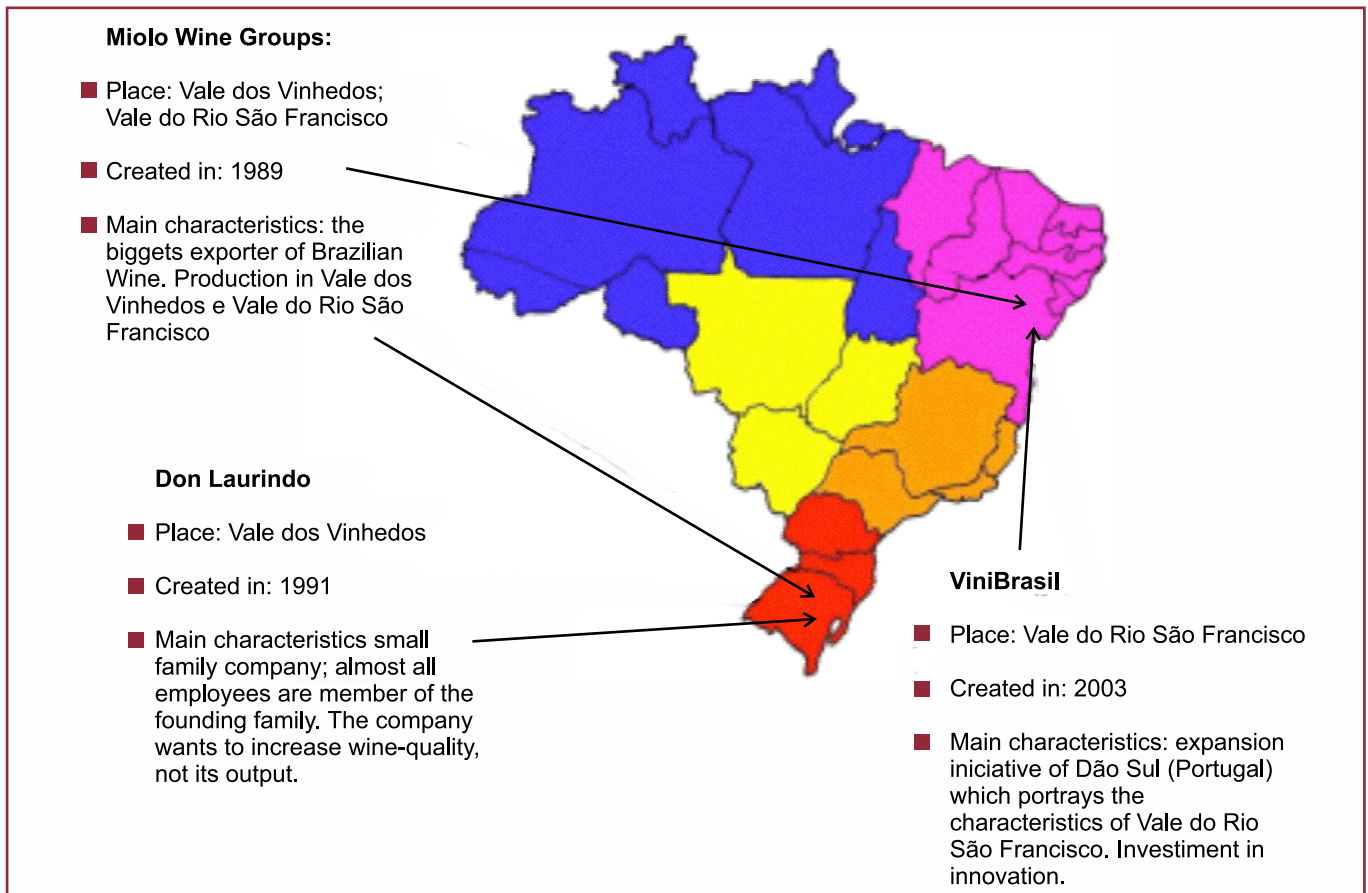 Miolo Wine Groups:
Place: Vale dos Vinhedos;
Vale do Rio São Francisco
Created in: 1989
Main characteristics: the
biggets exporter of Brazilian
Wine. Production in Vale dos
Vinhedos e Vale do Rio São
Francisco
Don Laurindo
Place: Vale dos Vinhedos
Created in: 1991
Main characteristics small
family company; almost all
employees are member of the
founding family. The company
wants to increase wine-quality,
not its output.
ViniBrasil
Place: Vale do Rio São Francisco
Created in: 2003
Main characteristics: expansion
iniciative of Dão Sul (Portugal)
which portrays the
characteristics of Vale do Rio
São Francisco. Investiment in
innovation.